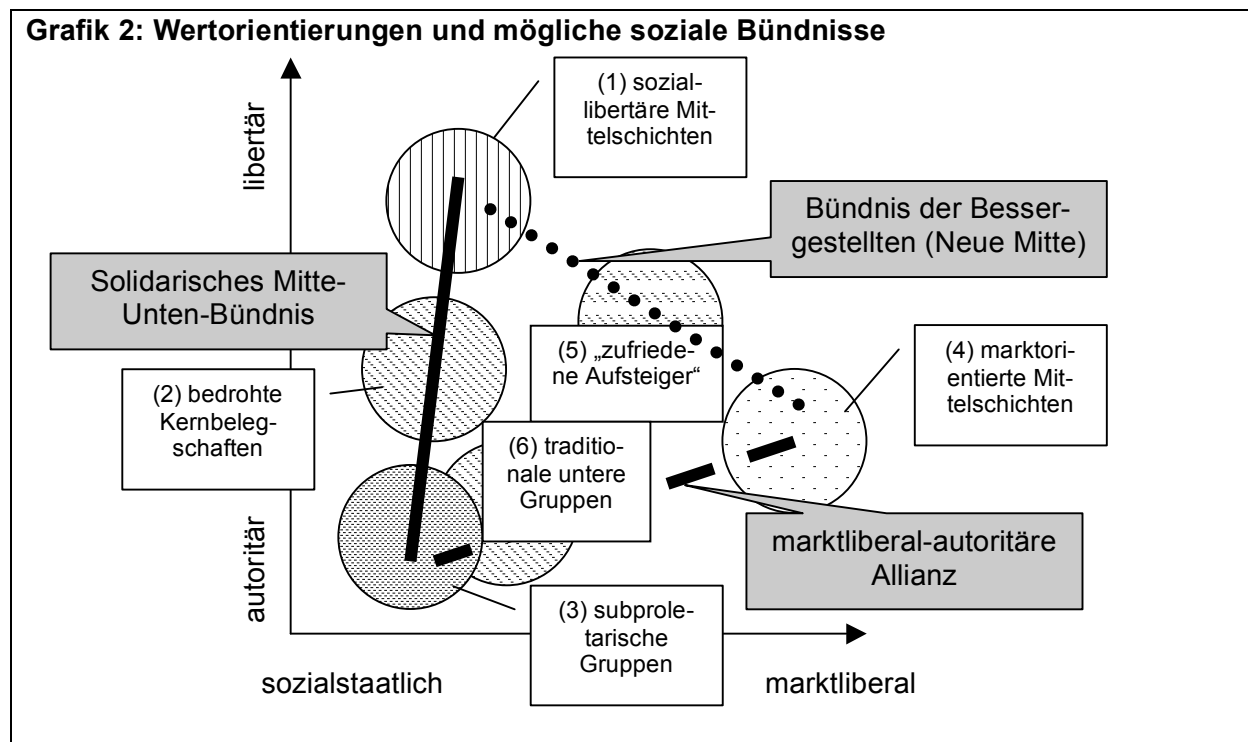 Grafik 2: Wertorientierungen und mögliche soziale Bündnisse
(1) sozial-
libertäre Mit-
telschichten
libertär
Bündnis der Besser-
gestellten (Neue Mitte)
Solidarisches Mitte-
Unten-Bündnis
(5) „zufriede-
ne Aufsteiger“
(4) marktori-
entierte Mit-
telschichten
(2) bedrohte
Kernbeleg-
schaften
(6) traditio-
nale untere
Gruppen
autoritär
marktliberal-autoritäre
Allianz
(3) subprole-
tarische
Gruppen
sozialstaatlich
marktliberal